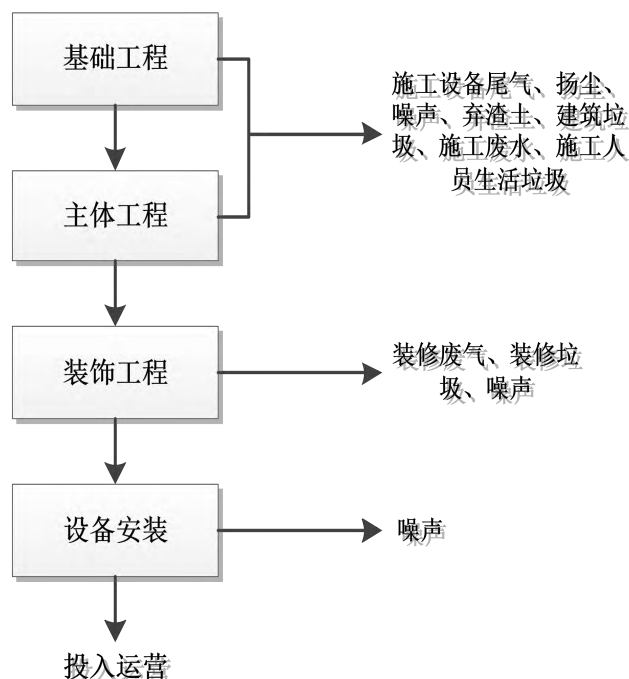 基础工程
施工设备尾气、扬尘、
噪声、弃渣土、建筑垃
圾、施工废水、施工人
员生活垃圾
主体工程
装饰工程
装修废气、装修垃
圾、噪声
设备安装
噪声
投入运营